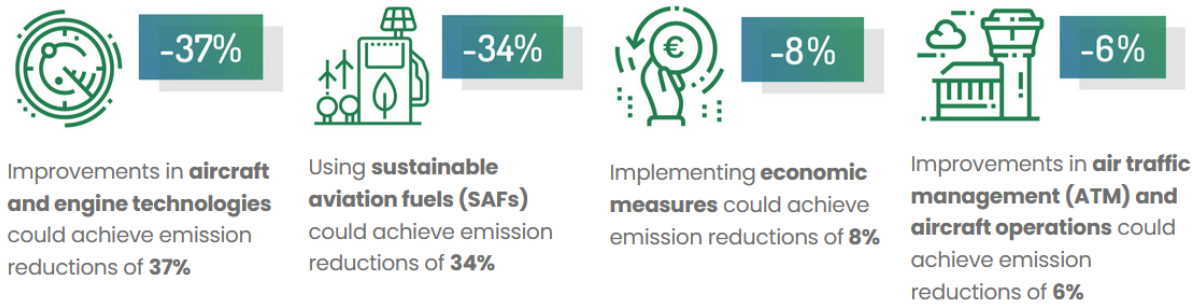 -37%
Improvements in aircraft
and engine technologies
could achieve emission
reductions of 37%
-34%
Using sustainable
aviation fuels (SAFs)
could achieve emission
reductions of 34%
€
-8%
Implementing economic
measures could achieve
emission reductions of 8%
-6%
Improvements in air traffic
management (ATM) and
aircraft operations could
achieve emission
reductions of 6%